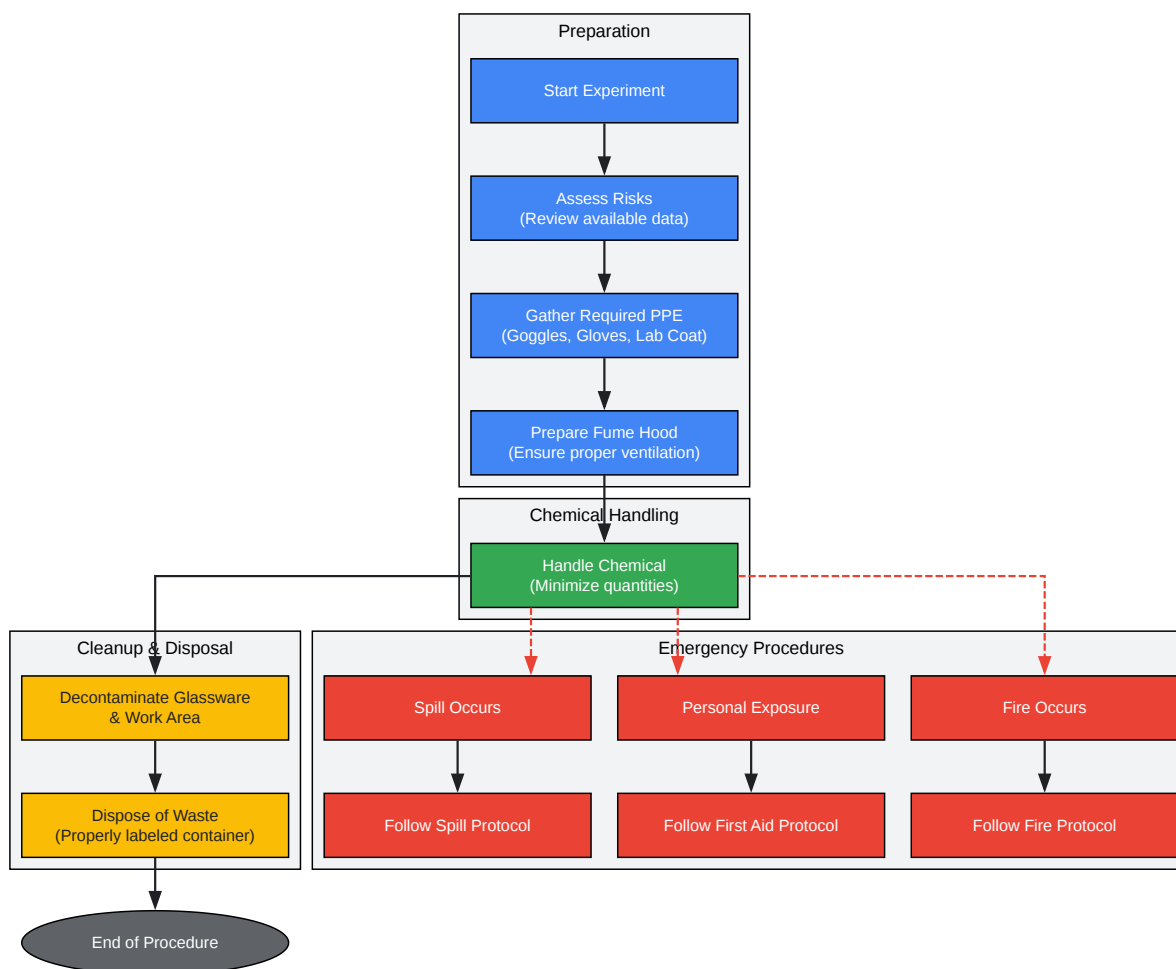 Preparation
Start Experiment
Assess Risks
(Review available data)
Gather Required PPE
(Goggles, Gloves, Lab Coat)
Prepare Fume Hood
(Ensure proper ventilation)
Chemical Handling
Handle Chemical
(Minimize quantities)
Cleanup & Disposal
Decontaminate Glassware
& Work Area
Dispose of Waste
(Properly labeled container)
End of Procedure
Emergency Procedures
Spill Occurs
Personal Exposure
Fire Occurs
Follow Spill Protocol
Follow First Aid Protocol
Follow Fire Protocol